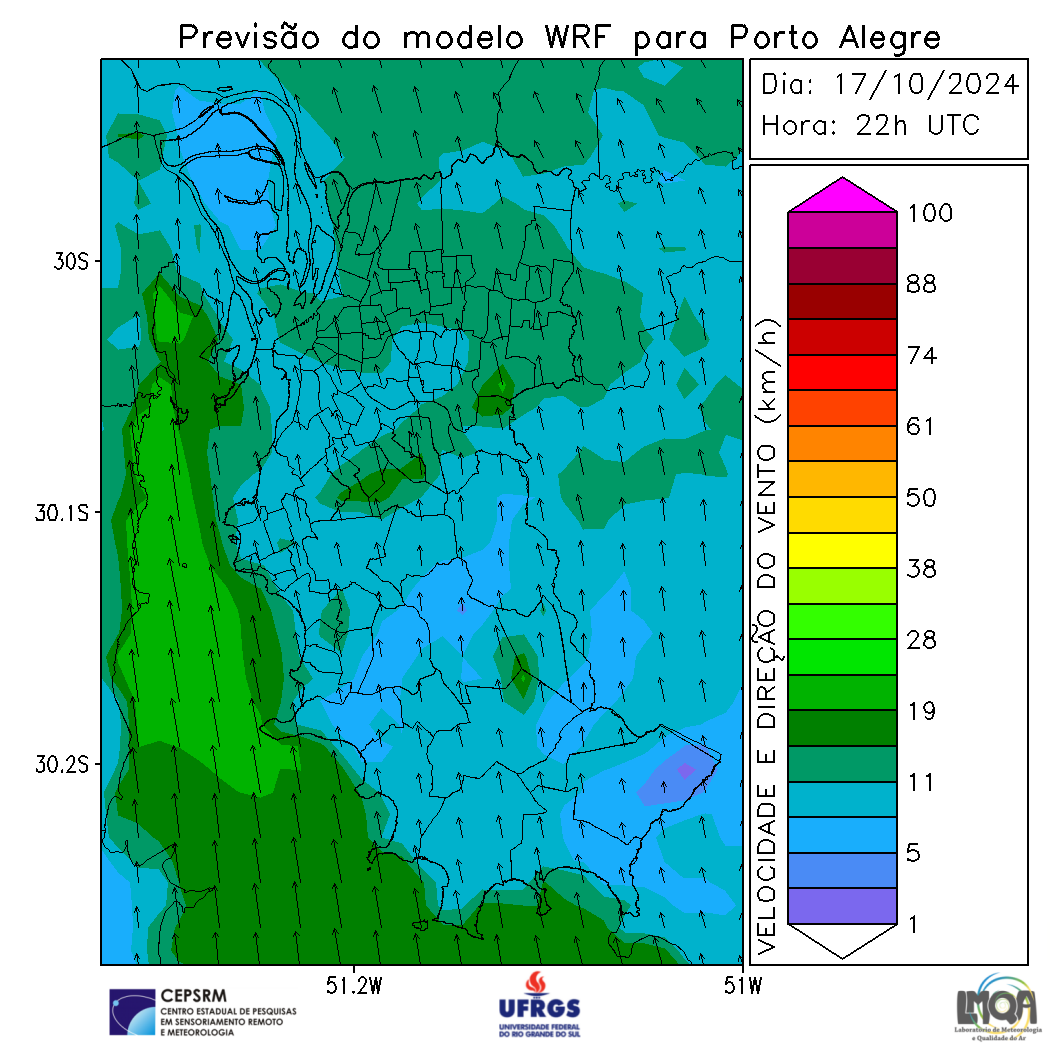 Previsão do modelo WRF para Porto Alegre
Dia: 17/10/2024
Hora: 22h UTC
30S
30.1S
30.2S
51.2W
51W
VELOCIDADE E DIREÇÃO DO VENTO (km/h)
100
88
74
61
50
38
28
19
11
5
1
CEPSRM
CENTRO ESTADUAL DE PESQUISAS
EM SENSORIAMENTO REMOTO
E METEOROLOGIA
UFRGS
UNIVERSIDADE FEDERAL
DO RIO GRANDE DO SUL
LMQA
Laboratório de Meteorologia
e Qualidade do Ar